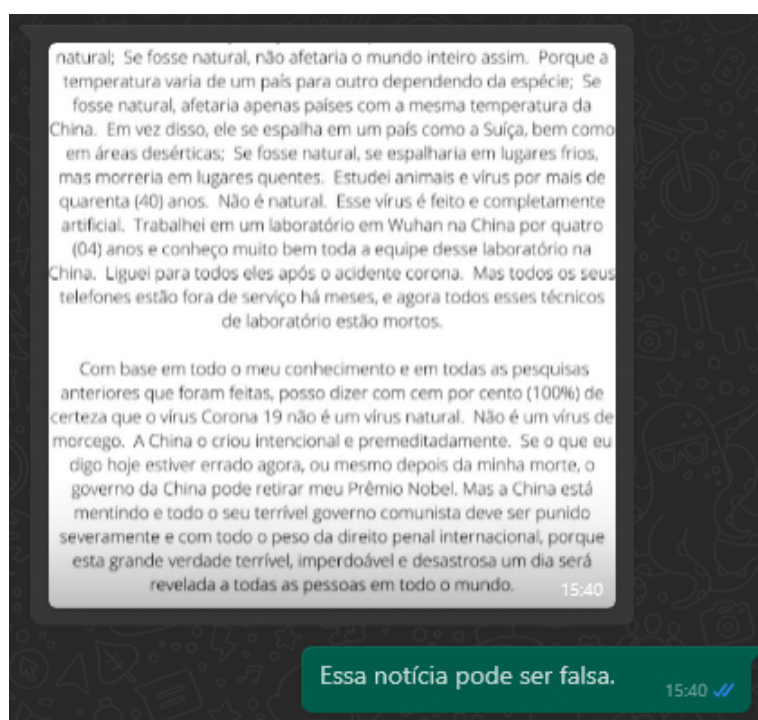 natural; Se fosse natural, não afetaria o mundo inteiro assim. Porque a
temperatura varia de um país para outro dependendo da espécie; Se
fosse natural, afetaria apenas países com a mesma temperatura da
China. Em vez disso, ele se espalha em um país como a Suíça, bem como
em áreas desérticas; Se fosse natural, se espalharia em lugares frios,
mas morreria em lugares quentes. Estudei animais e vírus por mais de
quarenta (40) anos. Não é natural. Esse vírus é feito e completamente
artificial. Trabalhei em um laboratório em Wuhan na China por quatro
(04) anos e conheço muito bem toda a equipe desse laboratório na
China. Liguei para todos eles após o acidente corona. Mas todos os seus
telefones estão fora de serviço há meses, e agora todos esses técnicos
de laboratório estão mortos.
Com base em todo o meu conhecimento e em todas as pesquisas
anteriores que foram feitas, posso dizer com cem por cento (100%) de
certeza que o vírus Corona 19 não é um vírus natural. Não é um vírus de
morcego. A China o criou intencional e premeditadamente. Se o que eu
digo hoje estiver errado agora, ou mesmo depois da minha morte, o
governo da China pode retirar meu Prêmio Nobel. Mas a China está
mentindo e todo o seu terrível governo comunista deve ser punido
severamente e com todo o peso da direito penal internacional, porque
esta grande verdade terrível, imperdoável e desastrosa um dia será
revelada a todas as pessoas em todo o mundo.
15:40
Essa notícia pode ser falsa.
15:40